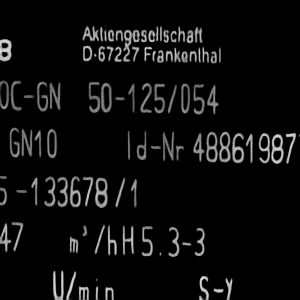 8
Aktiengesellschaft
D-67227 Frankenthal
OC-GN 50-125/054
GN10 Id-Nr 48861987
5-133678/1
47 m³/h H 5.3-3
U/min S-Y